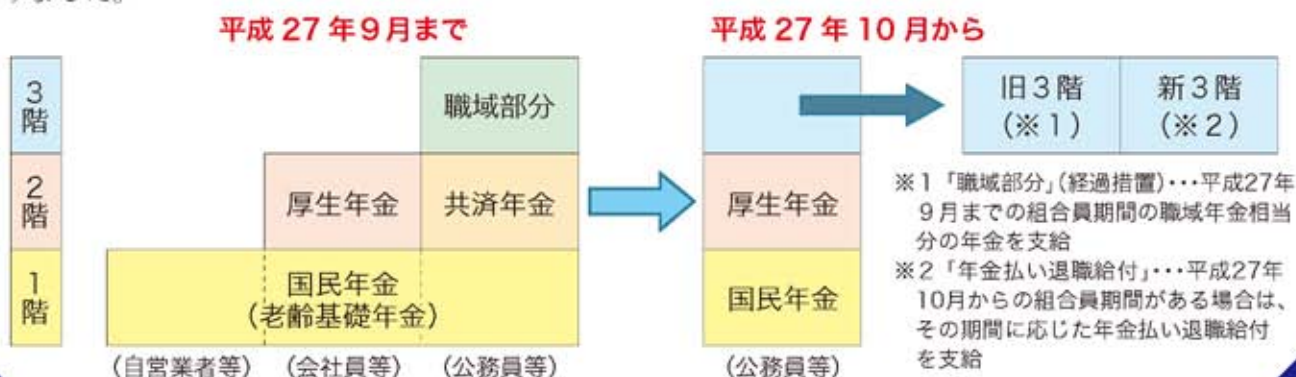 平成 27 年9月まで
平成 27 年 10 月から
3階
2階
1階
職域部分
厚生年金
共済年金
国民年金
(老齢基礎年金)
(自営業者等)
(会社員等)
(公務員等)
厚生年金
国民年金
(公務員等)
旧3階
(※1)
新3階
(※2)
※1「職域部分」(経過措置)･･･平成27年
9月までの組合員期間の職域年金相当
分の年金を支給
※2「年金払い退職給付」･･･平成27年
10月からの組合員期間がある場合は、
その期間に応じた年金払い退職給付
を支給